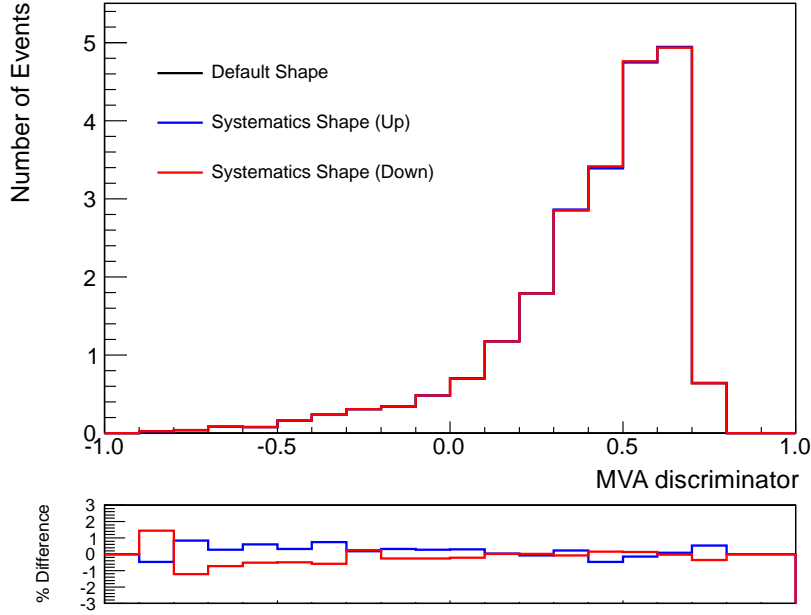 Number of Events
5
4
3
2
1
0
Default Shape
Systematics Shape (Up)
Systematics Shape (Down)
-1.0 -0.5 0.0 0.5 1.0
MVA discriminator
% Difference
3
2
1
0
-1
-2
-3